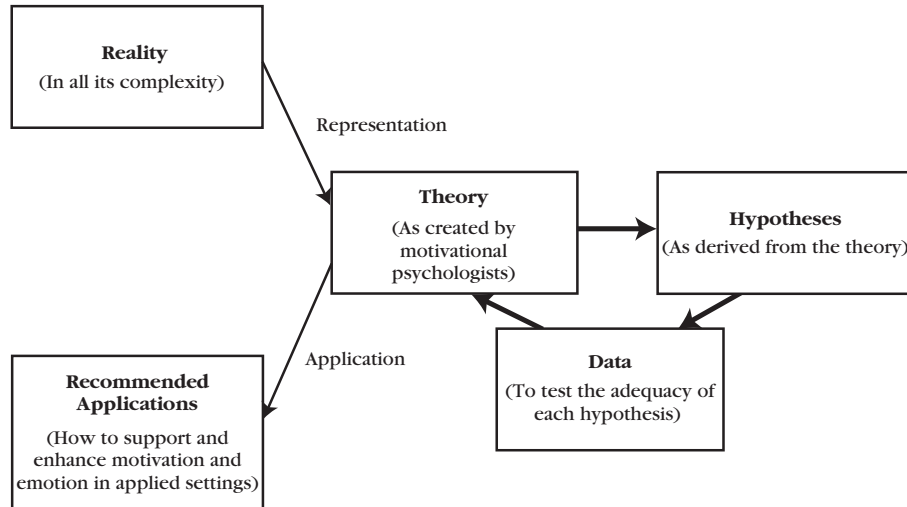 Reality
(In all its complexity)
Representation
Theory
(As created by
motivational
psychologists)
Hypotheses
(As derived from the theory)
Data
(To test the adequacy of
each hypothesis)
Application
Recommended
Applications
(How to support and
enhance motivation and
emotion in applied settings)